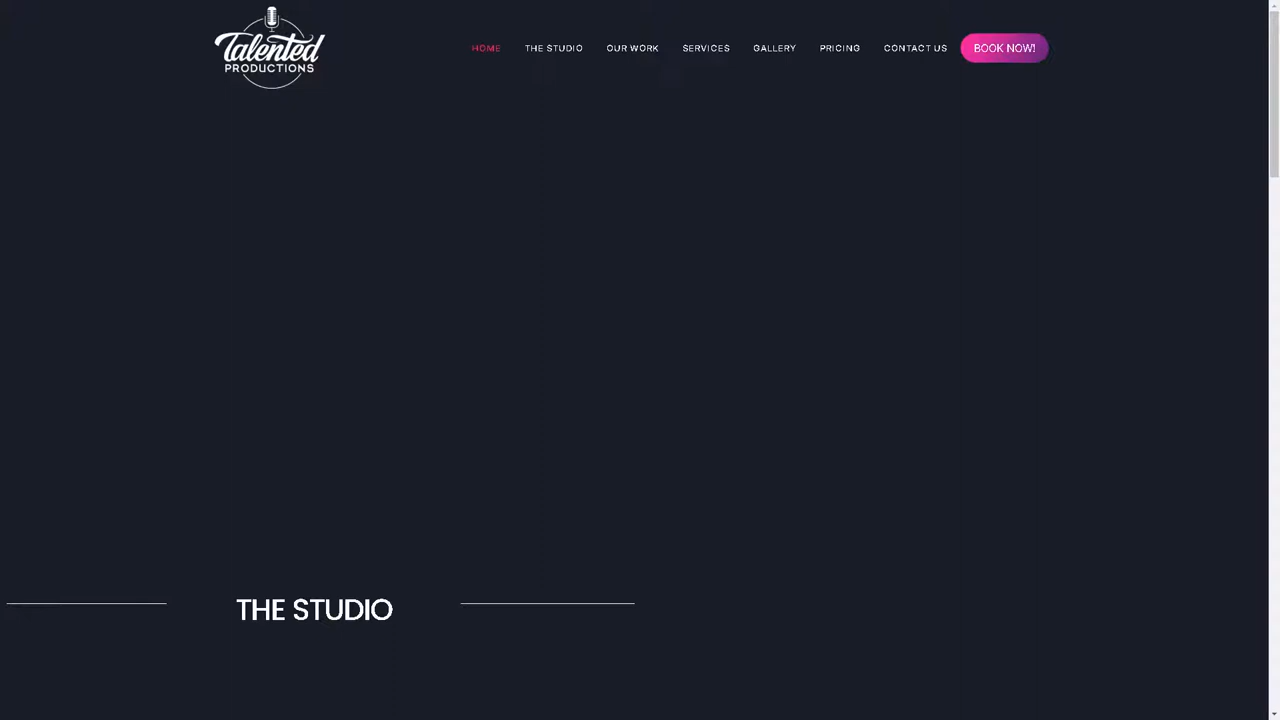 Talented
PRODUCTIONS
HOME
THE STUDIO
OUR WORK
SERVICES
GALLERY
PRICING
CONTACT US
BOOK NOW!
THE STUDIO